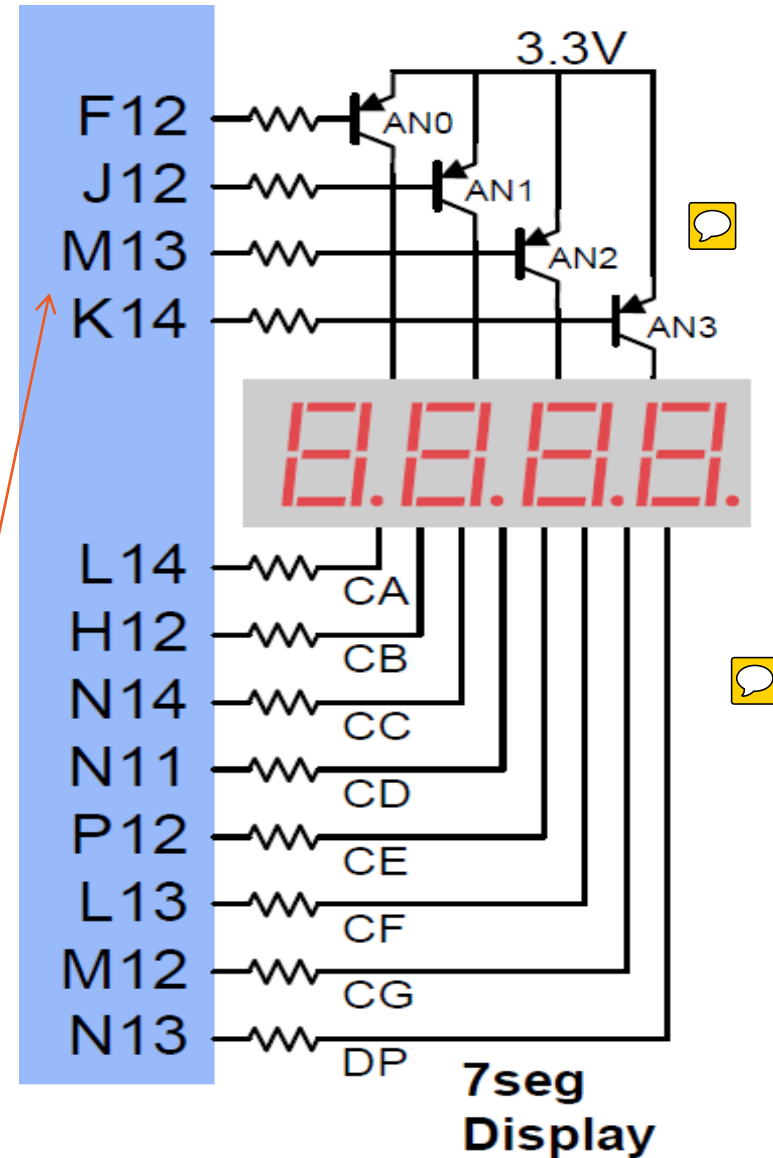 3.3V
F12
AN0
J12
AN1
M13
AN2
K14
AN3
L14
CA
H12
CB
N14
CC
N11
CD
P12
CE
L13
CF
M12
CG
N13
DP
7seg
Display